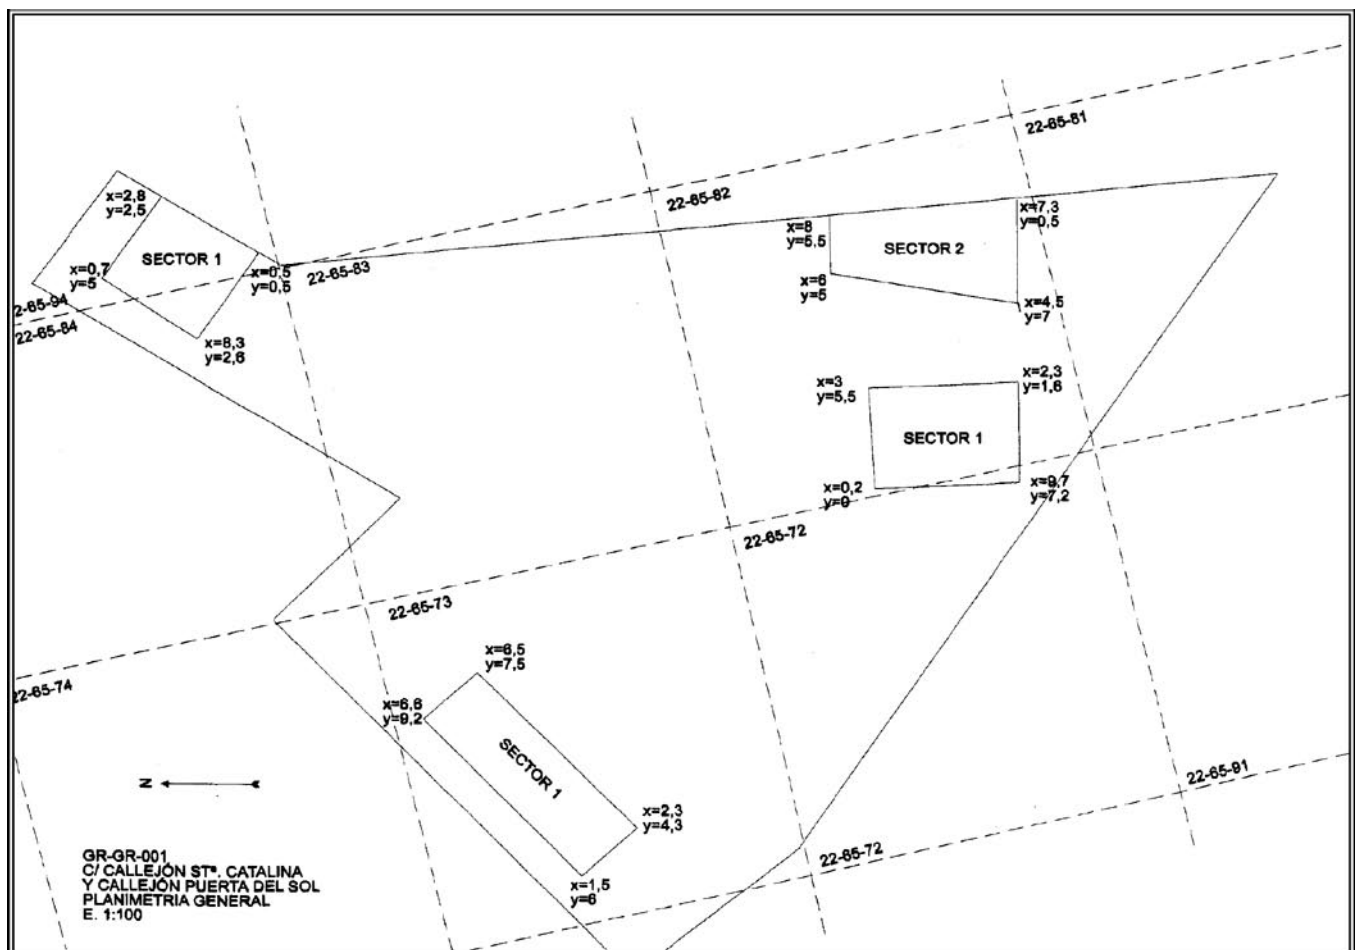 22-65-81
x=2,8
y=2,5
22-65-82
x=7,3
y=0,5
x=8
y=5,5
SECTOR 2
SECTOR 1
x=0,7
y=5
x=0,5
y=0,5
22-65-83
x=6
y=5
x=4,5
y=7
2-65-94
22-65-84
x=8,3
y=2,6
x=2,3
y=1,6
x=3
y=5,5
SECTOR 1
x=0,2
y=9
x=9,7
y=7,2
22-65-72
22-65-73
x=6,5
y=7,5
22-65-74
x=6,6
y=9,2
SECTOR 1
N
22-65-91
x=2,3
y=4,3
22-65-72
x=1,5
y=6
GR-GR-001
C/ CALLEJÓN STª. CATALINA
Y CALLEJÓN PUERTA DEL SOL
PLANIMETRIA GENERAL
E. 1:100